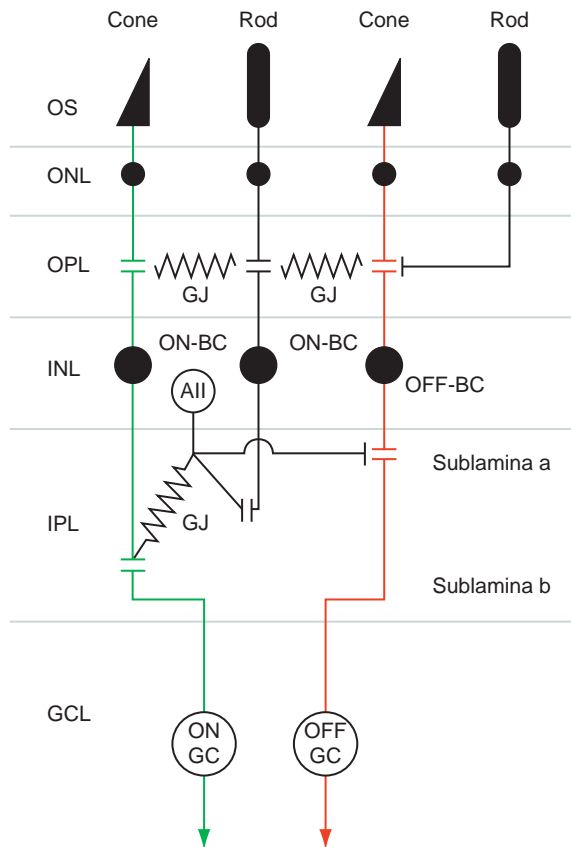 Cone Rod Cone Rod
OS
ONL
OPL
GJ GJ
ON-BC ON-BC
INL
AII
OFF-BC
Sublamina a
IPL
GJ
Sublamina b
GCL
ON
GC
OFF
GC